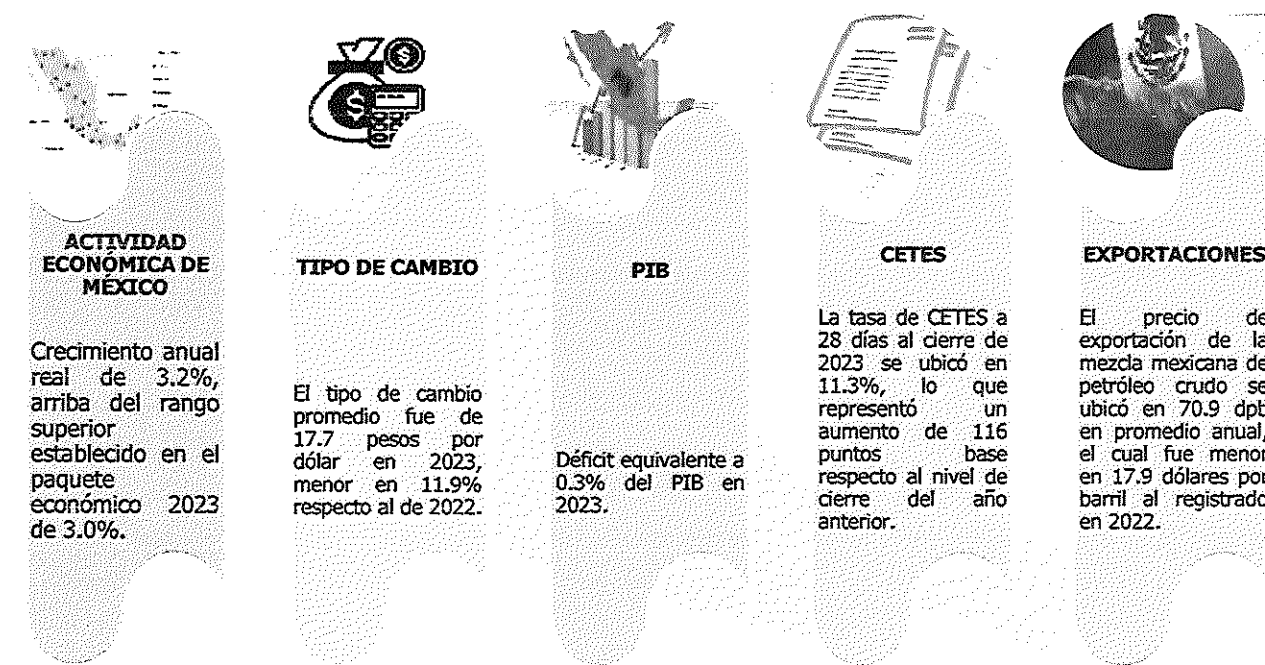 ACTIVIDAD
ECONÓMICA DE
MÉXICO
Crecimiento anual
real de 3.2%,
arriba del rango
superior
establecido en el
paquete
económico 2023
de 3.0%.
TIPO DE CAMBIO
El tipo de cambio
promedio fue de
17.7 pesos por
dólar en 2023,
menor en 11.9%
respecto al de 2022.
PIB
Déficit equivalente a
0.3% del PIB en
2023.
CETES
La tasa de CETES a
28 días al cierre de
2023 se ubicó en
11.3%, lo que
representó un
aumento de 116
puntos base
respecto al nivel de
cierre del año
anterior.
EXPORTACIONES
El precio de
exportación de la
mezcla mexicana de
petróleo crudo se
ubicó en 70.9 dpb
en promedio anual,
el cual fue menor
en 17.9 dólares por
barril al registrado
en 2022.